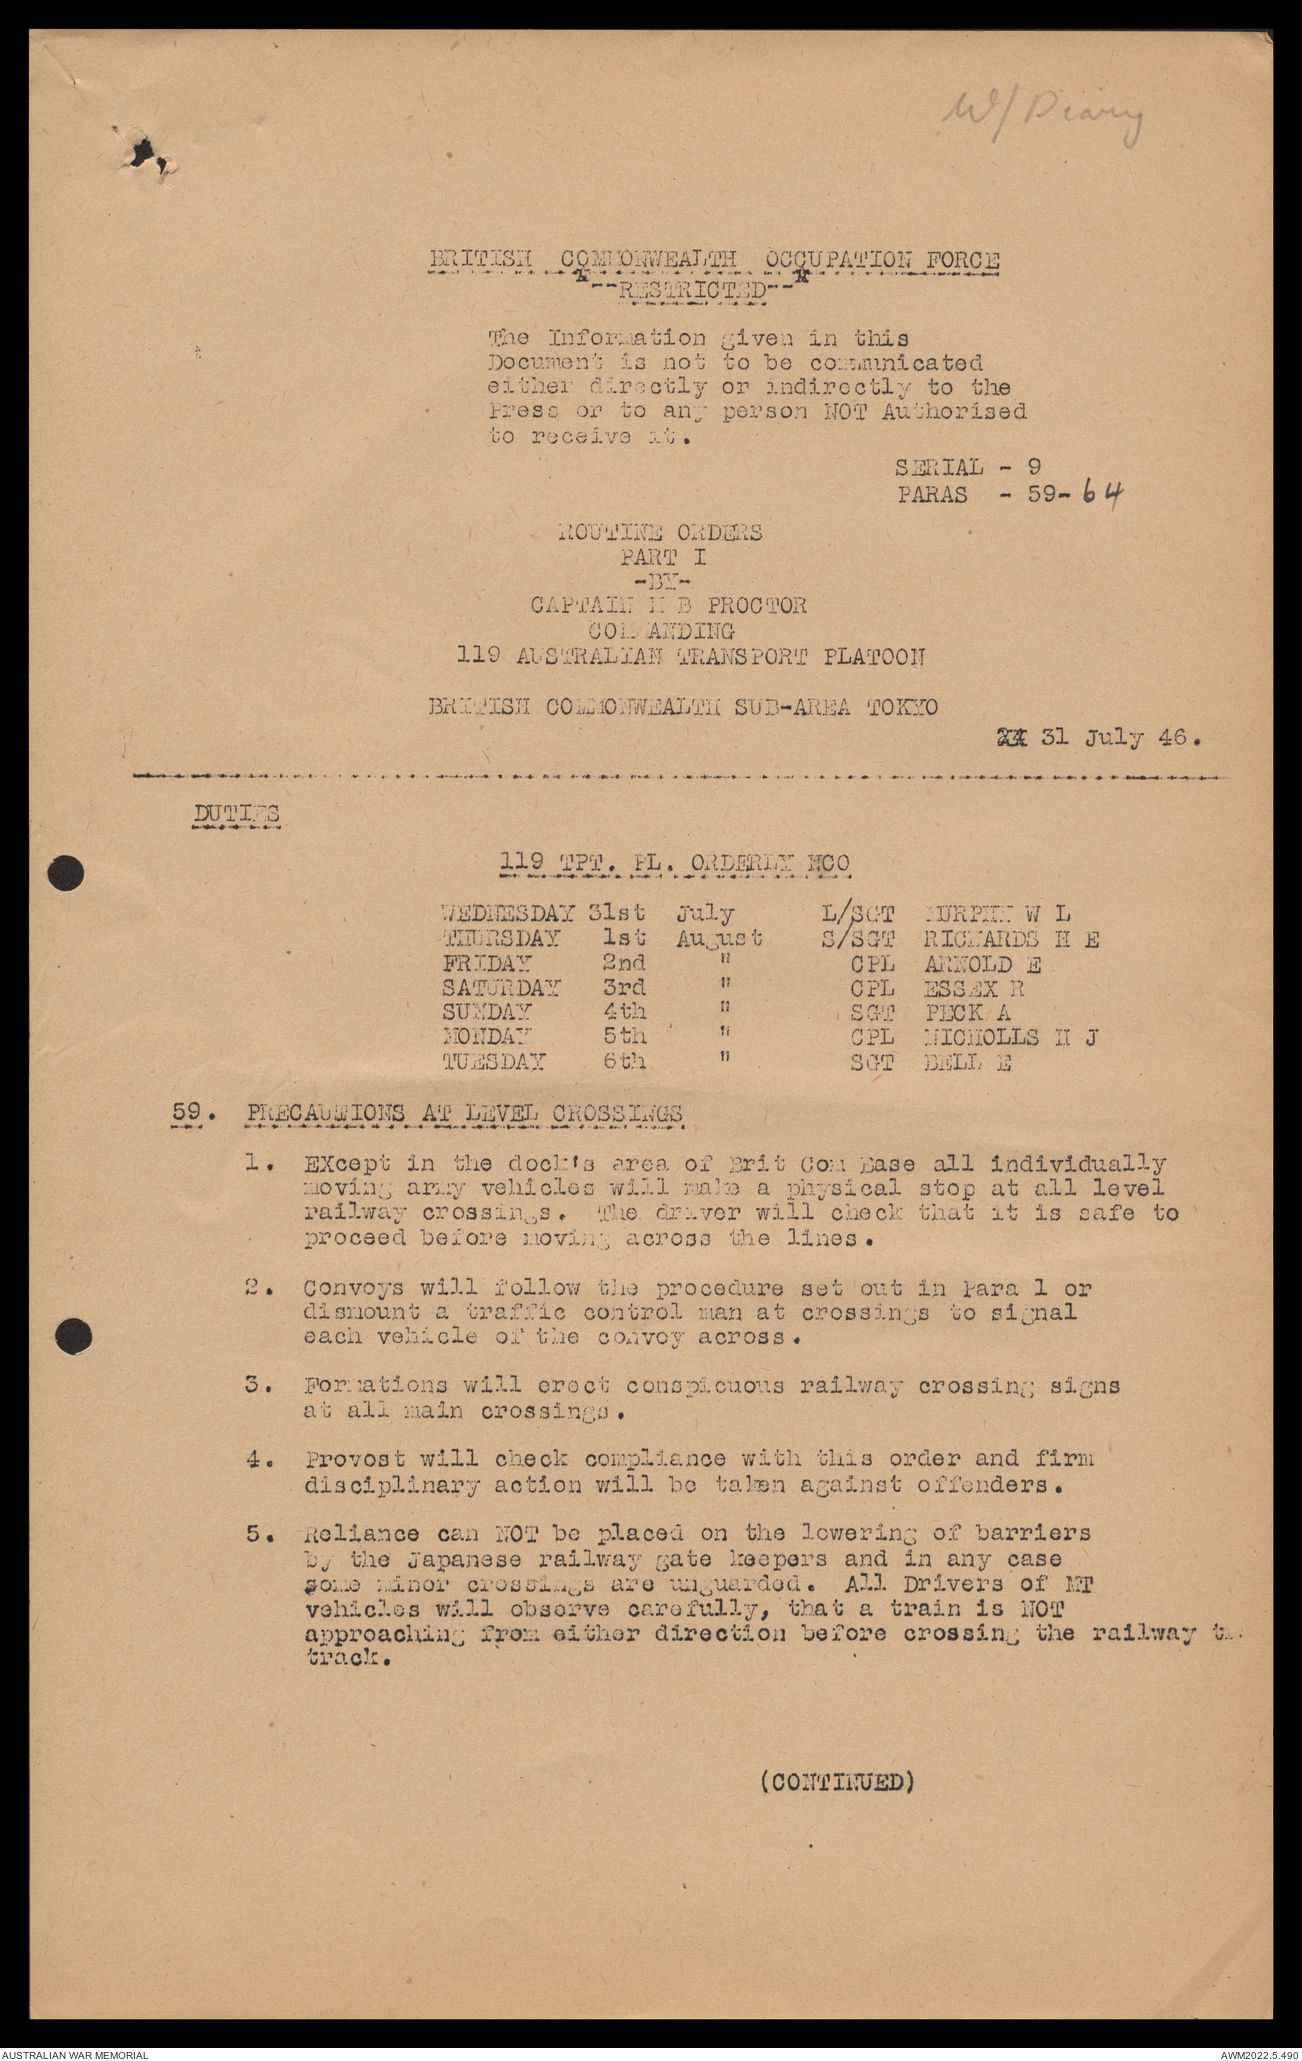 W/Diary
BRITISH COMMONWEALTH OCCUPATION FORCE
--RESTRICTED--
The Information given in this
Document is not to be communicated
either directly or indirectly to the
Press or to any person NOT Authorised
to receive it.
SERIAL - 9
PARAS - 59-64
ROUTINE ORDERS
PART I
-BY-
CAPTAIN H B PROCTOR
COMMANDING
119 AUSTRALIAN TRANSPORT PLATOON
BRITISH COMMONWEALTH SUB-AREA TOKYO
31 July 46.
DUTIES
119 TPT. PL. ORDERLY NCO
WEDNESDAY 31st July L/SGT MURPHY W L
THURSDAY 1st August S/SGT RICHARDS H E
FRIDAY 2nd " CPL ARNOLD E
SATURDAY 3rd " CPL ESSEX R
SUNDAY 4th " SGT PECK A
MONDAY 5th " CPL NICHOLLS H J
TUESDAY 6th " SGT BELL E
59. PRECAUTIONS AT LEVEL CROSSINGS
1. EXcept in the dock's area of Brit Com Base all individually
moving army vehicles will make a physical stop at all level
railway crossings. The driver will check that it is safe to
proceed before moving across the lines.
2. Convoys will follow the procedure set out in Para 1 or
dismount a traffic control man at crossings to signal
each vehicle of the convoy across.
3. Formations will erect conspicuous railway crossing signs
at all main crossings.
4. Provost will check compliance with this order and firm
disciplinary action will be taken against offenders.
5. Reliance can NOT be placed on the lowering of barriers
by the Japanese railway gate keepers and in any case
some minor crossings are unguarded. All Drivers of MT
vehicles will observe carefully, that a train is NOT
approaching from either direction before crossing the railway
track.
(CONTINUED)
AUSTRALIAN WAR MEMORIAL
AWM2022.5.490